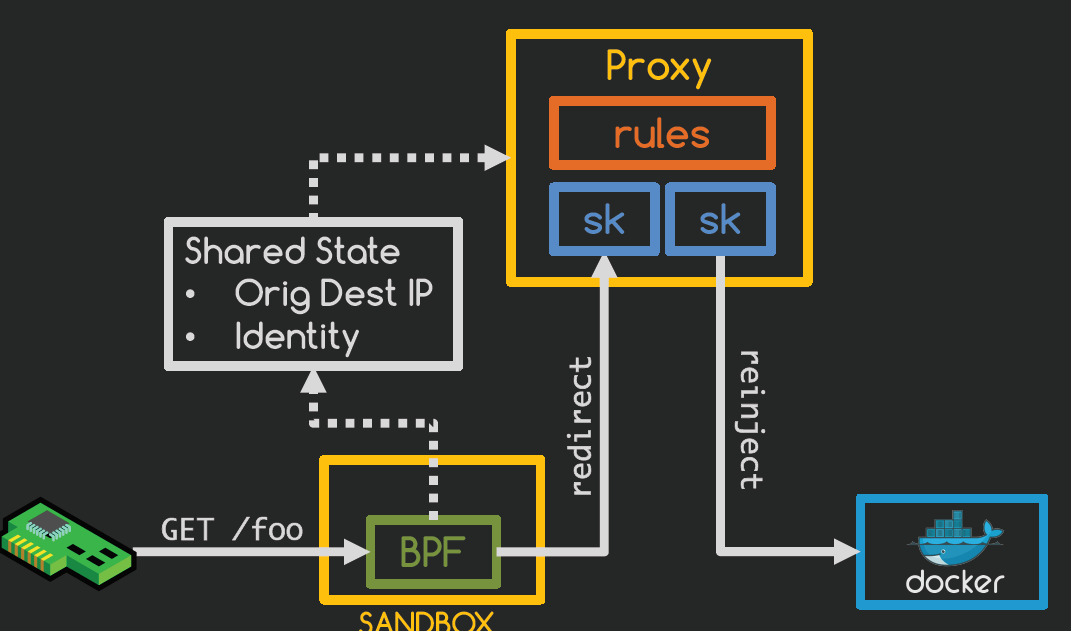 Proxy
rules
sk
sk
Shared State
• Orig Dest IP
• Identity
redirect
reinject
GET /foo
BPF
docker
SANDBOX